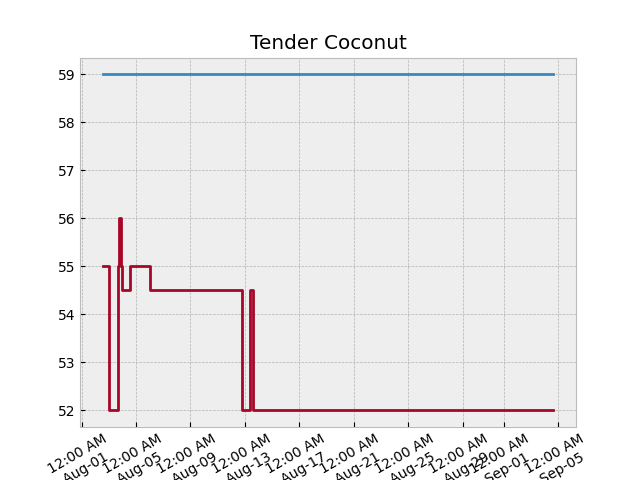 Tender Coconut
59
58
57
56
55
54
53
52
12:00 AM
Aug-01
12:00 AM
Aug-05
12:00 AM
Aug-09
12:00 AM
Aug-13
12:00 AM
Aug-17
12:00 AM
Aug-21
12:00 AM
Aug-25
12:00 AM
Aug-29
12:00 AM
Sep-01
12:00 AM
Sep-05